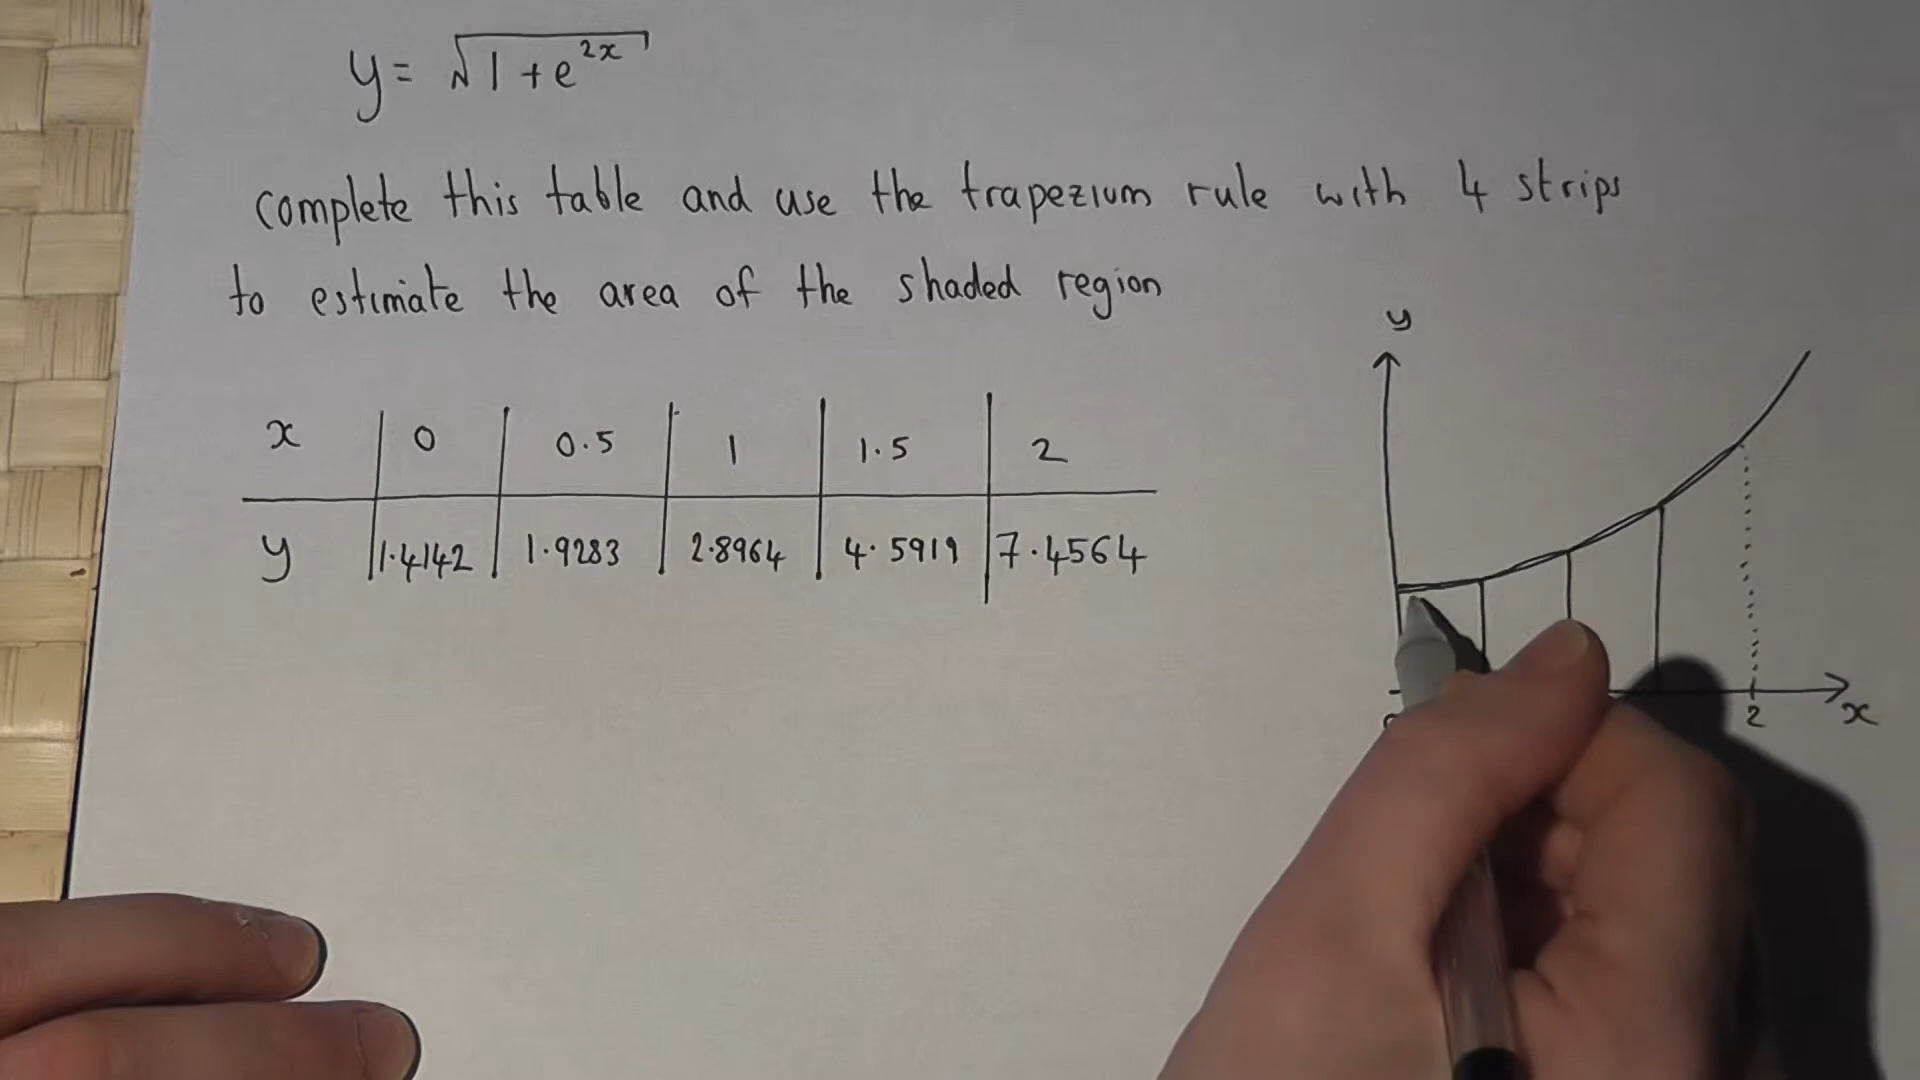 y = √1 + e^2x
complete this table and use the trapezium rule with 4 strips
to estimate the area of the shaded region
y
x 0 0.5 1 1.5 2
y 1.4142 1.9283 2.8964 4.5919 7.4564
2 x